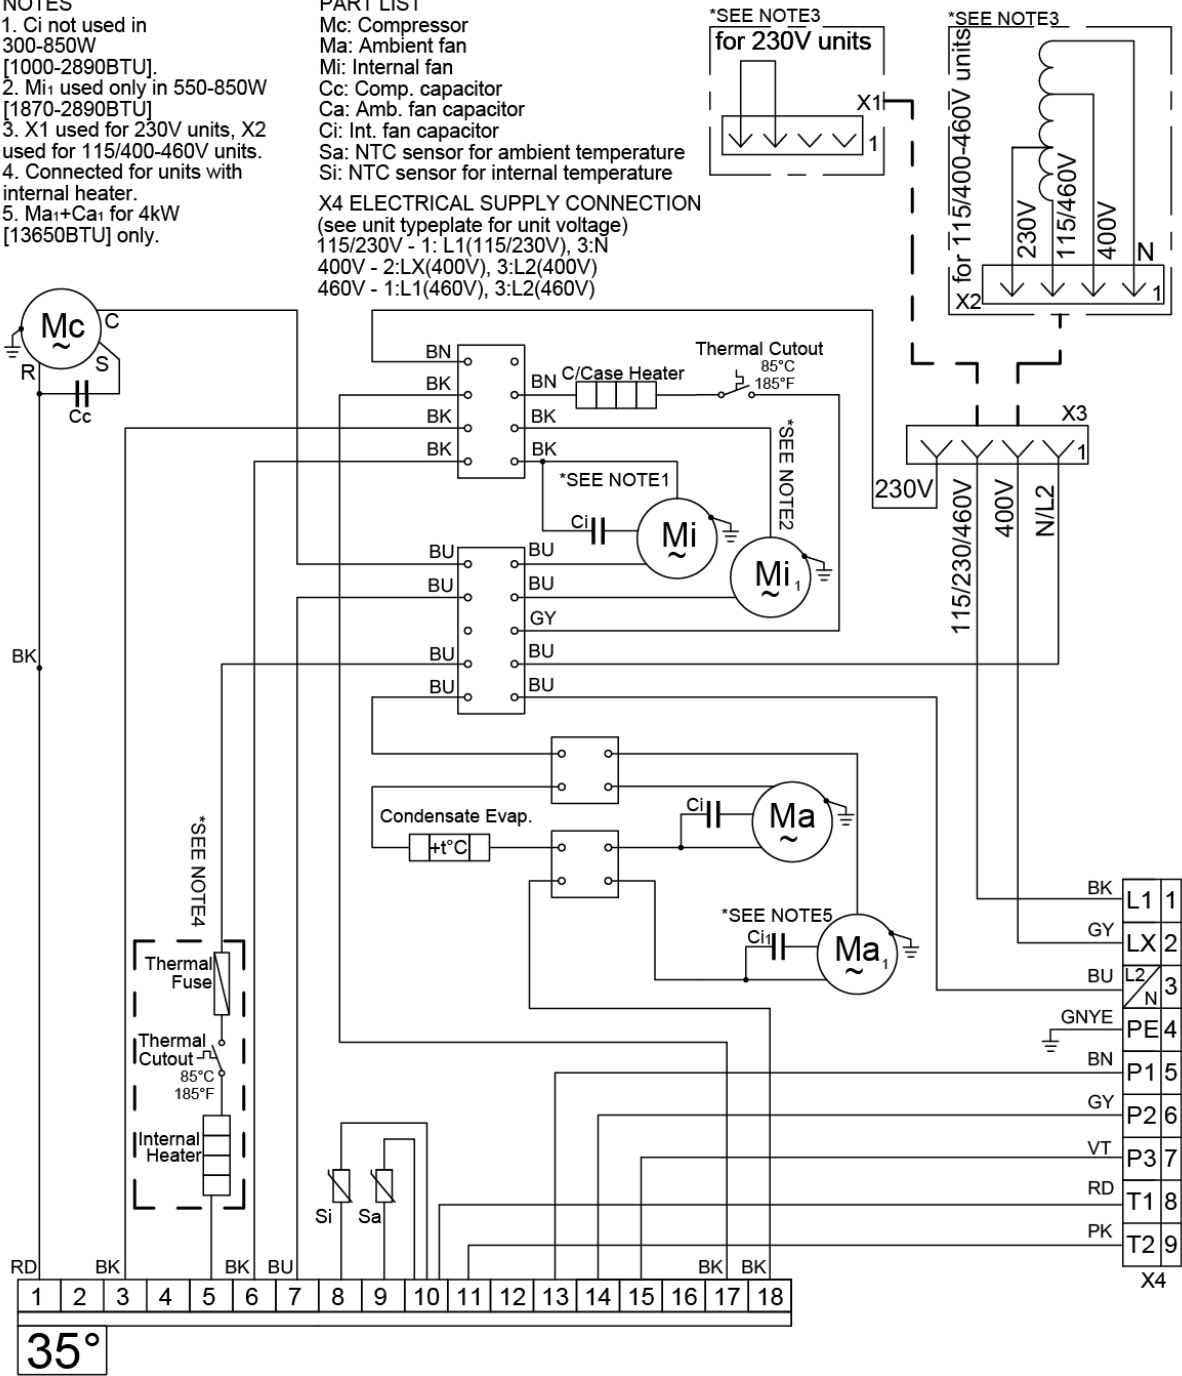 NOTES
1. Ci not used in
300-850W
[1000-2890BTU].
2. Mi1 used only in 550-850W
[1870-2890BTU]
3. X1 used for 230V units, X2
used for 115/400-460V units.
4. Connected for units with
internal heater.
5. Ma1+Ca1 for 4kW
[13650BTU] only.
PART LIST
Mc: Compressor
Ma: Ambient fan
Mi: Internal fan
Cc: Comp. capacitor
Ca: Amb. fan capacitor
Ci: Int. fan capacitor
Sa: NTC sensor for ambient temperature
Si: NTC sensor for internal temperature
X4 ELECTRICAL SUPPLY CONNECTION
(see unit typeplate for unit voltage)
115/230V - 1: L1(115/230V), 3:N
400V - 2:LX(400V), 3:L2(400V)
460V - 1:L1(460V), 3:L2(460V)
*SEE NOTE3
for 230V units
X1
1
*SEE NOTE3
for 115/400-460V units
230V
115/460V
400V
N
X2
1
Mc
~
C
S
R
Cc
BN
BK
BK
BK
BN
C/Case Heater
Thermal Cutout
85°C
185°F
BK
BK
*SEE NOTE1
*SEE NOTE2
Ci
Mi
~
Mi1
~
X3
1
230V
115/230/460V
400V
N/L2
BU
BU
BU
BU
BU
BU
GY
BU
BU
BK
Condensate Evap.
+t°C
Ci
Ma
~
*SEE NOTE5
Ci1
Ma1
~
*SEE NOTE4
Thermal
Fuse
Thermal
Cutout
85°C
185°F
Internal
Heater
Si
Sa
BK L1 1
GY LX 2
BU L2/N 3
GNYE PE 4
BN P1 5
GY P2 6
VT P3 7
RD T1 8
PK T2 9
X4
RD BK BK BU BK BK
1 2 3 4 5 6 7 8 9 10 11 12 13 14 15 16 17 18
35°